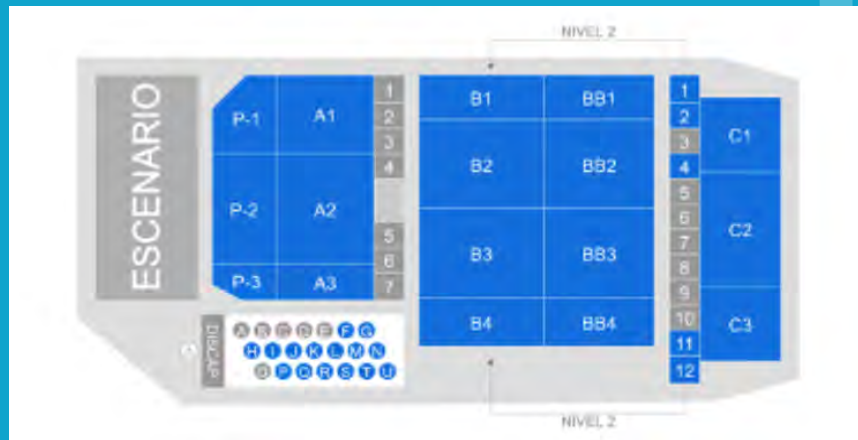 NIVEL 2
ESCENARIO
P-1 A1
P-2 A2
P-3 A3
1
2
3
4
5
6
7
B1 BB1
B2 BB2
B3 BB3
B4 BB4
1
2
3
4
5
6
7
8
9
10
11
12
C1
C2
C3
DISCAP
A B C D E F G
H I J K L M N
O P Q R S T U
NIVEL 2